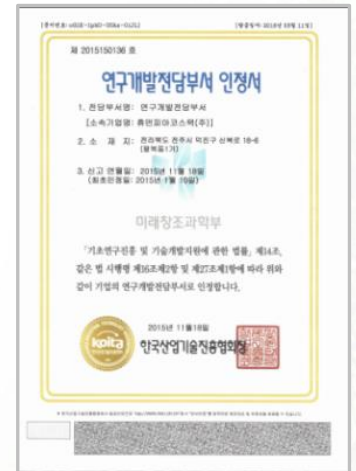 제 2015150136 호
연구개발전담부서 인정서
1. 전담부서명: 연구개발전담부서
[소속기업명: 휴먼피아코스텍(주)]
2. 소 재 지: 전라북도 전주시 덕진구 신복로 18-6
(팔복동1가)
3. 신고 연월일: 2015년 11월 18일
(최초인정일: 2015년 11월 10일)
미래창조과학부
「기초연구진흥 및 기술개발지원에 관한 법률」 제14조,
같은 법 시행령 제16조제2항 및 제27조제1항에 따라 위와
같이 기업의 연구개발전담부서로 인정합니다.
2015년 11월18일
koita
한국산업기술진흥협회장